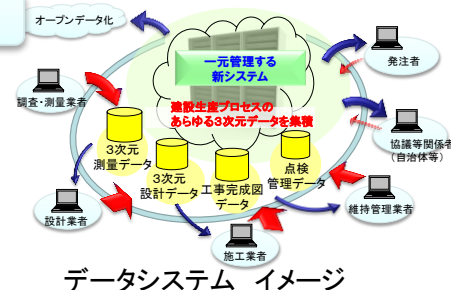 オープンデータ化
一元管理する
新システム
発注者
調査・測量業者
建設生産プロセスの
あらゆる3次元データを集積
協議等関係者
（自治体等）
3次元
測量データ
3次元
設計データ
工事完成図
データ
点検
管理データ
設計業者
維持管理業者
施工業者
データシステム　イメージ